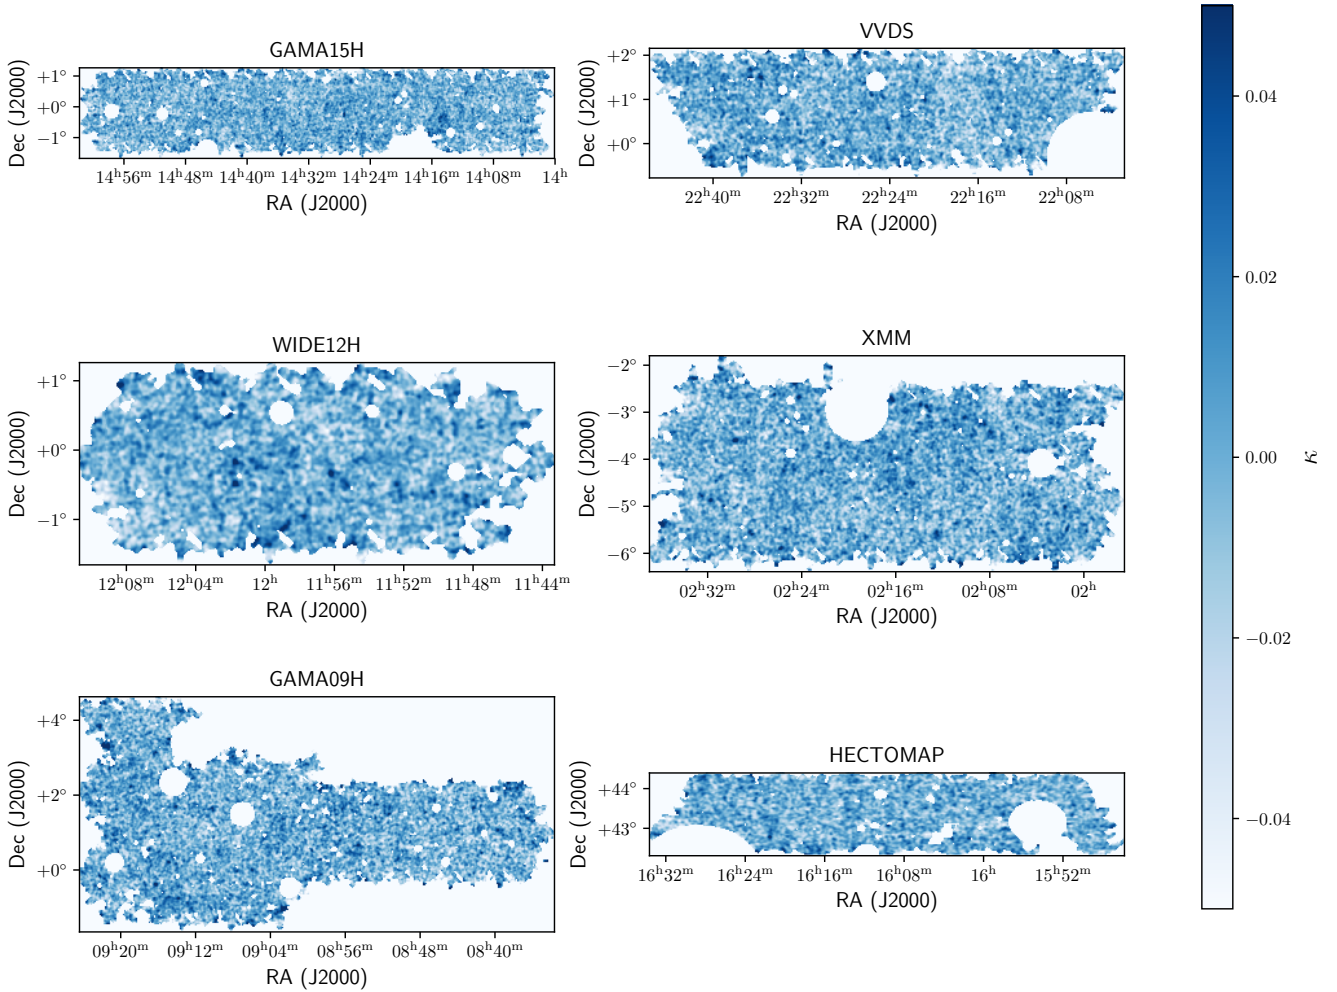 GAMA15H
+1°
+0°
−1°
Dec (J2000)
14ʰ56ᵐ 14ʰ48ᵐ 14ʰ40ᵐ 14ʰ32ᵐ 14ʰ24ᵐ 14ʰ16ᵐ 14ʰ08ᵐ 14ʰ
RA (J2000)
VVDS
+2°
+1°
+0°
Dec (J2000)
22ʰ40ᵐ 22ʰ32ᵐ 22ʰ24ᵐ 22ʰ16ᵐ 22ʰ08ᵐ
RA (J2000)
WIDE12H
+1°
+0°
−1°
Dec (J2000)
12ʰ08ᵐ 12ʰ04ᵐ 12ʰ 11ʰ56ᵐ 11ʰ52ᵐ 11ʰ48ᵐ 11ʰ44ᵐ
RA (J2000)
XMM
−2°
−3°
−4°
−5°
−6°
Dec (J2000)
02ʰ32ᵐ 02ʰ24ᵐ 02ʰ16ᵐ 02ʰ08ᵐ 02ʰ
RA (J2000)
GAMA09H
+4°
+2°
+0°
Dec (J2000)
09ʰ20ᵐ 09ʰ12ᵐ 09ʰ04ᵐ 08ʰ56ᵐ 08ʰ48ᵐ 08ʰ40ᵐ
RA (J2000)
HECTOMAP
+44°
+43°
Dec (J2000)
16ʰ32ᵐ 16ʰ24ᵐ 16ʰ16ᵐ 16ʰ08ᵐ 16ʰ 15ʰ52ᵐ
RA (J2000)
0.04
0.02
0.00
−0.02
−0.04
κ